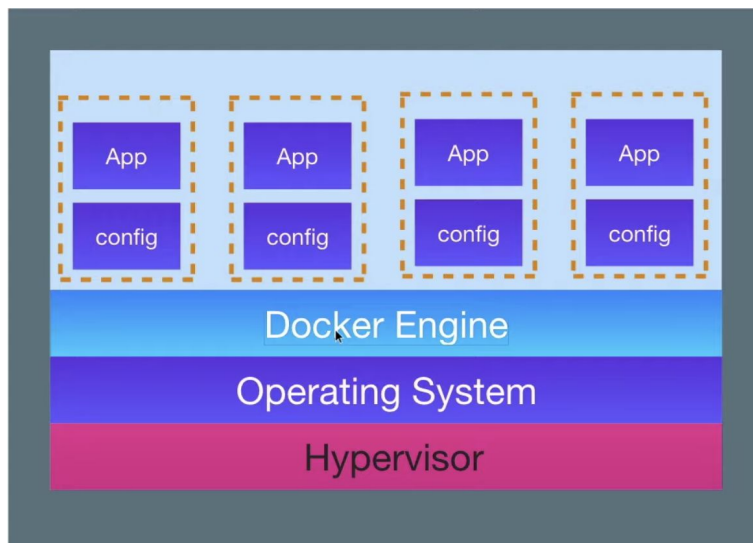 App
App
App
App
config
config
config
config
Docker Engine
Operating System
Hypervisor